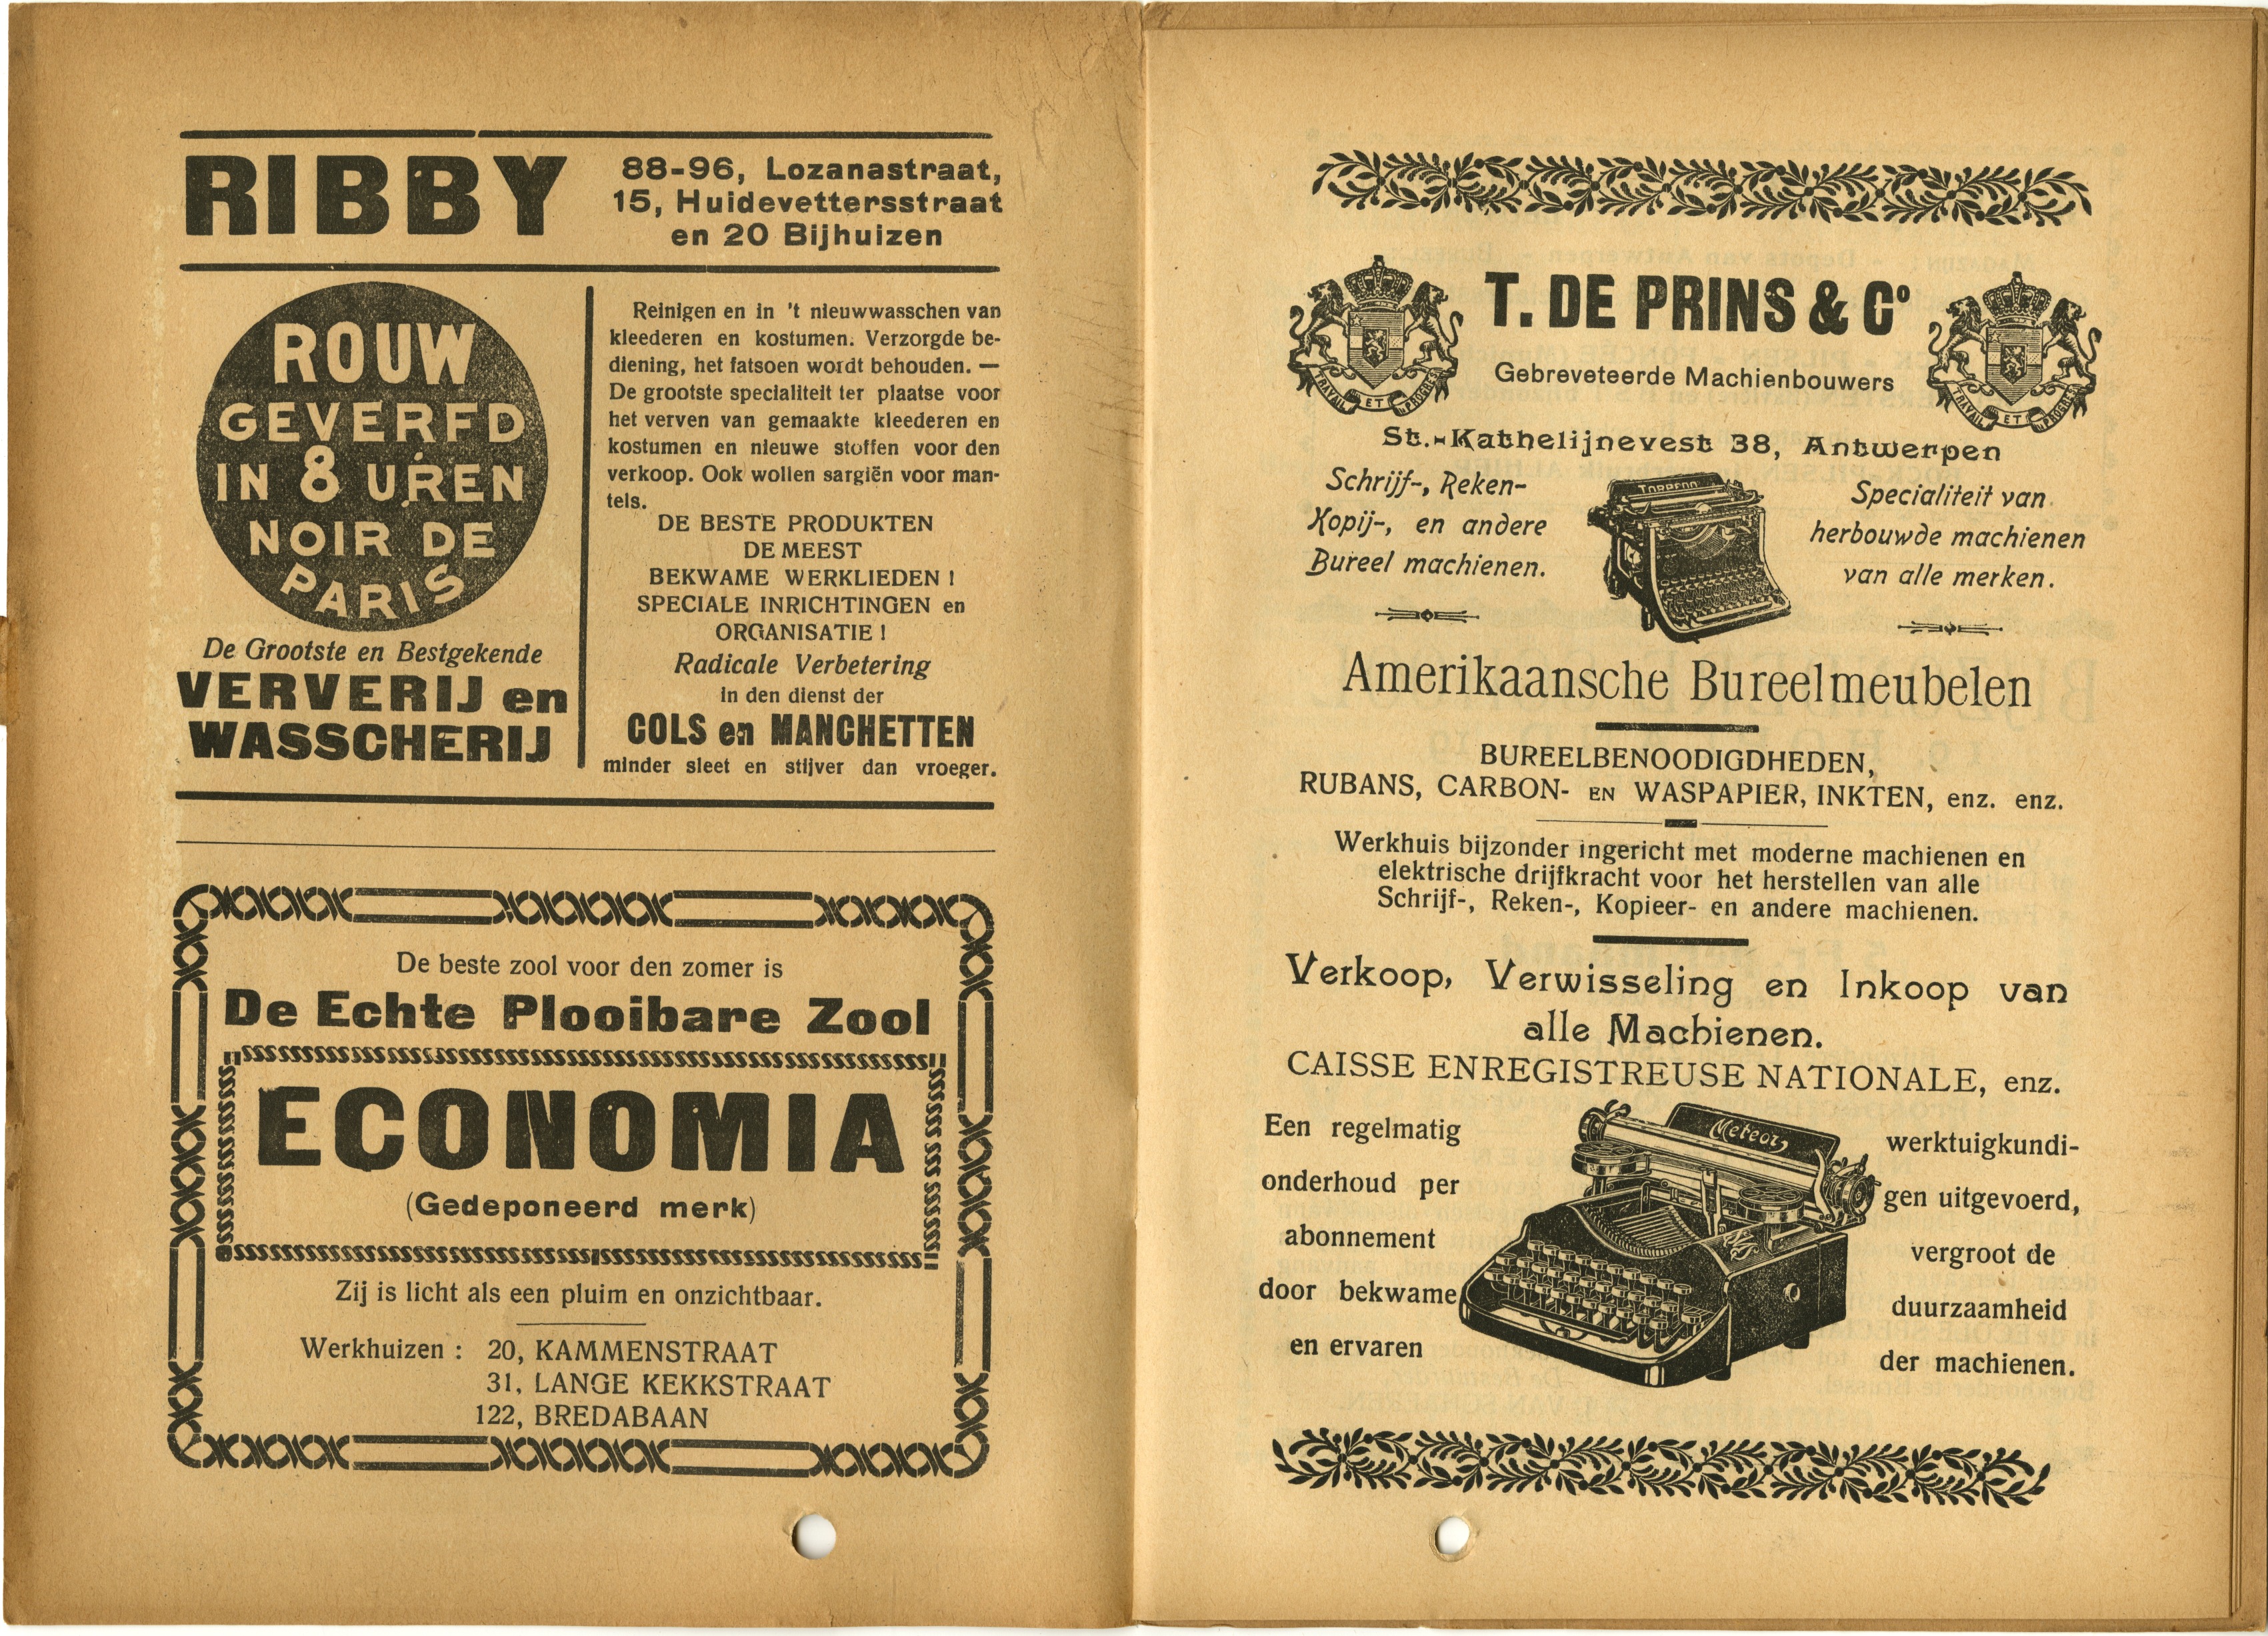 RIBBY
88-96, Lozanastraat,
15, Huidevettersstraat
en 20 Bijhuizen
ROUW
GEVERFD
IN 8 UREN
NOIR DE
PARIS
De Grootste en Bestgekende
VERVERIJ en
WASSCHERIJ
Reinigen en in 't nieuwwasschen van
kleederen en kostumen. Verzorgde be-
diening, het fatsoen wordt behouden. —
De grootste specialiteit ter plaatse voor
het verven van gemaakte kleederen en
kostumen en nieuwe stoffen voor den
verkoop. Ook wollen sargiën voor man-
tels.
DE BESTE PRODUKTEN
DE MEEST
BEKWAME WERKLIEDEN !
SPECIALE INRICHTINGEN en
ORGANISATIE !
Radicale Verbetering
in den dienst der
COLS en MANCHETTEN
minder sleet en stijver dan vroeger.
De beste zool voor den zomer is
De Echte Plooibare Zool
ECONOMIA
(Gedeponeerd merk)
Zij is licht als een pluim en onzichtbaar.
Werkhuizen : 20, KAMMENSTRAAT
31, LANGE KEKKSTRAAT
122, BREDABAAN
T. DE PRINS & Cº
Gebreveteerde Machienbouwers
TRAVAIL ET PROGRES
TRAVAIL ET PROGRES
St.-Kathelijnevest 38, Antwerpen
Schrijf-, Reken-
Kopij-, en andere
Bureel machienen.
TORPEDO
Specialiteit van
herbouwde machienen
van alle merken.
Amerikaansche Bureelmeubelen
BUREELBENOODIGDHEDEN,
RUBANS, CARBON- EN WASPAPIER, INKTEN, enz. enz.
Werkhuis bijzonder ingericht met moderne machienen en
elektrische drijfkracht voor het herstellen van alle
Schrijf-, Reken-, Kopieer- en andere machienen.
Verkoop, Verwisseling en Inkoop van
alle Machienen.
CAISSE ENREGISTREUSE NATIONALE, enz.
Een regelmatig
onderhoud per
abonnement
door bekwame
en ervaren
Meteor
werktuigkundi-
gen uitgevoerd,
vergroot de
duurzaamheid
der machienen.